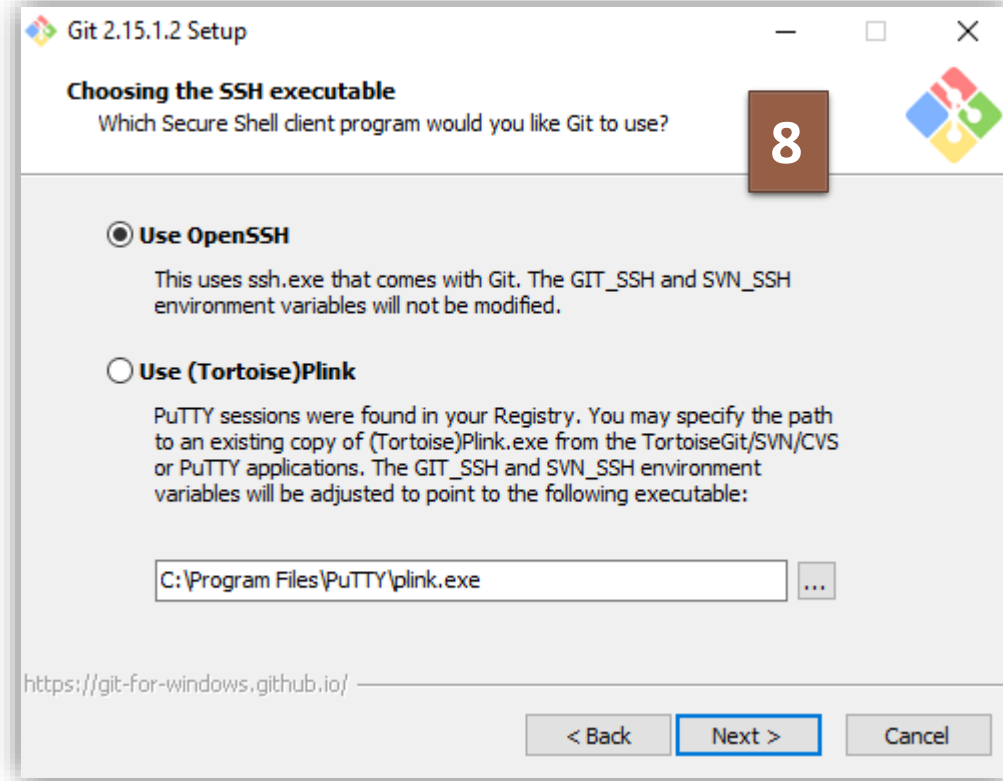 Git 2.15.1.2 Setup
Choosing the SSH executable
Which Secure Shell client program would you like Git to use?
8
Use OpenSSH
This uses ssh.exe that comes with Git. The GIT_SSH and SVN_SSH
environment variables will not be modified.
Use (Tortoise)Plink
PuTTY sessions were found in your Registry. You may specify the path
to an existing copy of (Tortoise)Plink.exe from the TortoiseGit/SVN/CVS
or PuTTY applications. The GIT_SSH and SVN_SSH environment
variables will be adjusted to point to the following executable:
C:\Program Files\PuTTY\plink.exe
...
https://git-for-windows.github.io/
< Back
Next >
Cancel